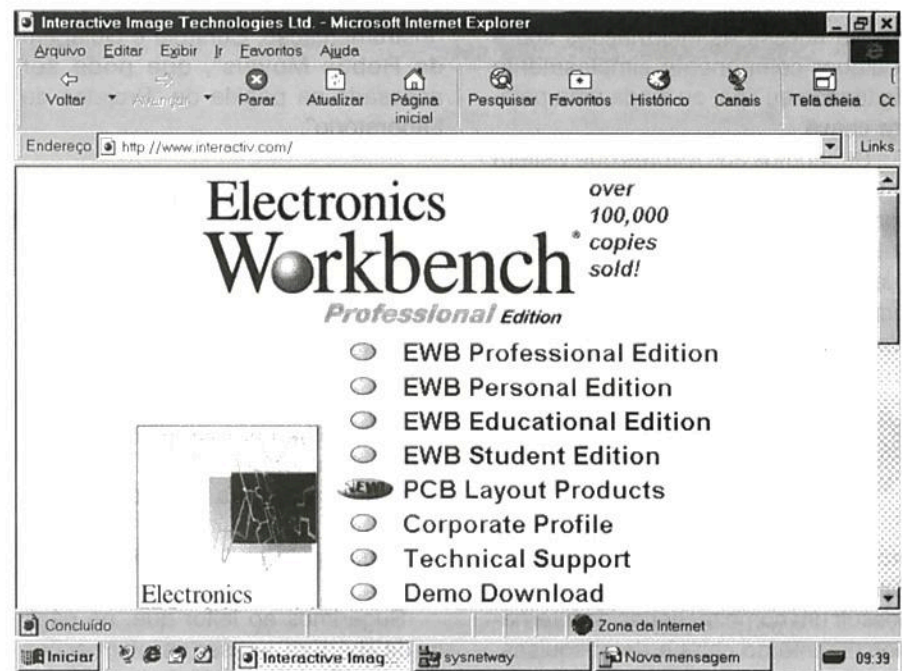 Interactive Image Technologies Ltd. - Microsoft Internet Explorer
Arquivo Editar Exibir Ir Favoritos Ajuda
Voltar Avançar Parar Atualizar Página inicial Pesquisar Favoritos Histórico Canais Tela cheia Cc
Endereço http://www.interactiv.com/ Links
Electronics
Workbench®
Professional Edition
over
100,000
copies
sold!
EWB Professional Edition
EWB Personal Edition
EWB Educational Edition
EWB Student Edition
NEW! PCB Layout Products
Corporate Profile
Technical Support
Demo Download
Electronics
Concluído Zona da Internet
Iniciar Interactive Imag. sysnetway Nova mensagem 09:39